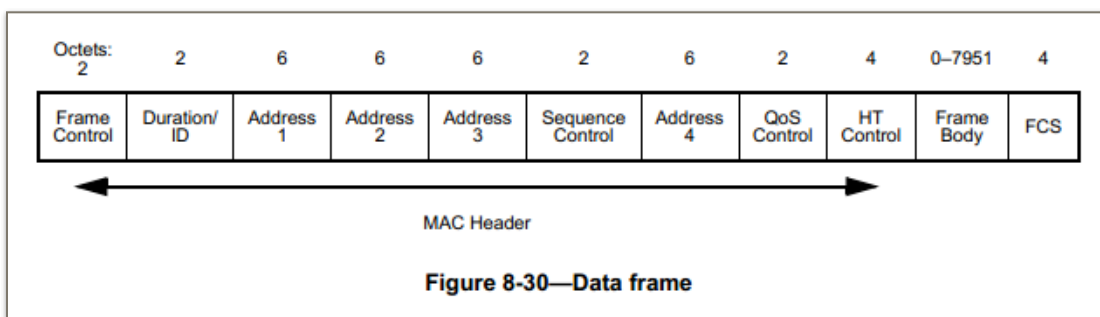 Octets:
2 2 6 6 6 2 6 2 4 0–7951 4
Frame Control Duration/ ID Address 1 Address 2 Address 3 Sequence Control Address 4 QoS Control HT Control Frame Body FCS
MAC Header
Figure 8-30—Data frame